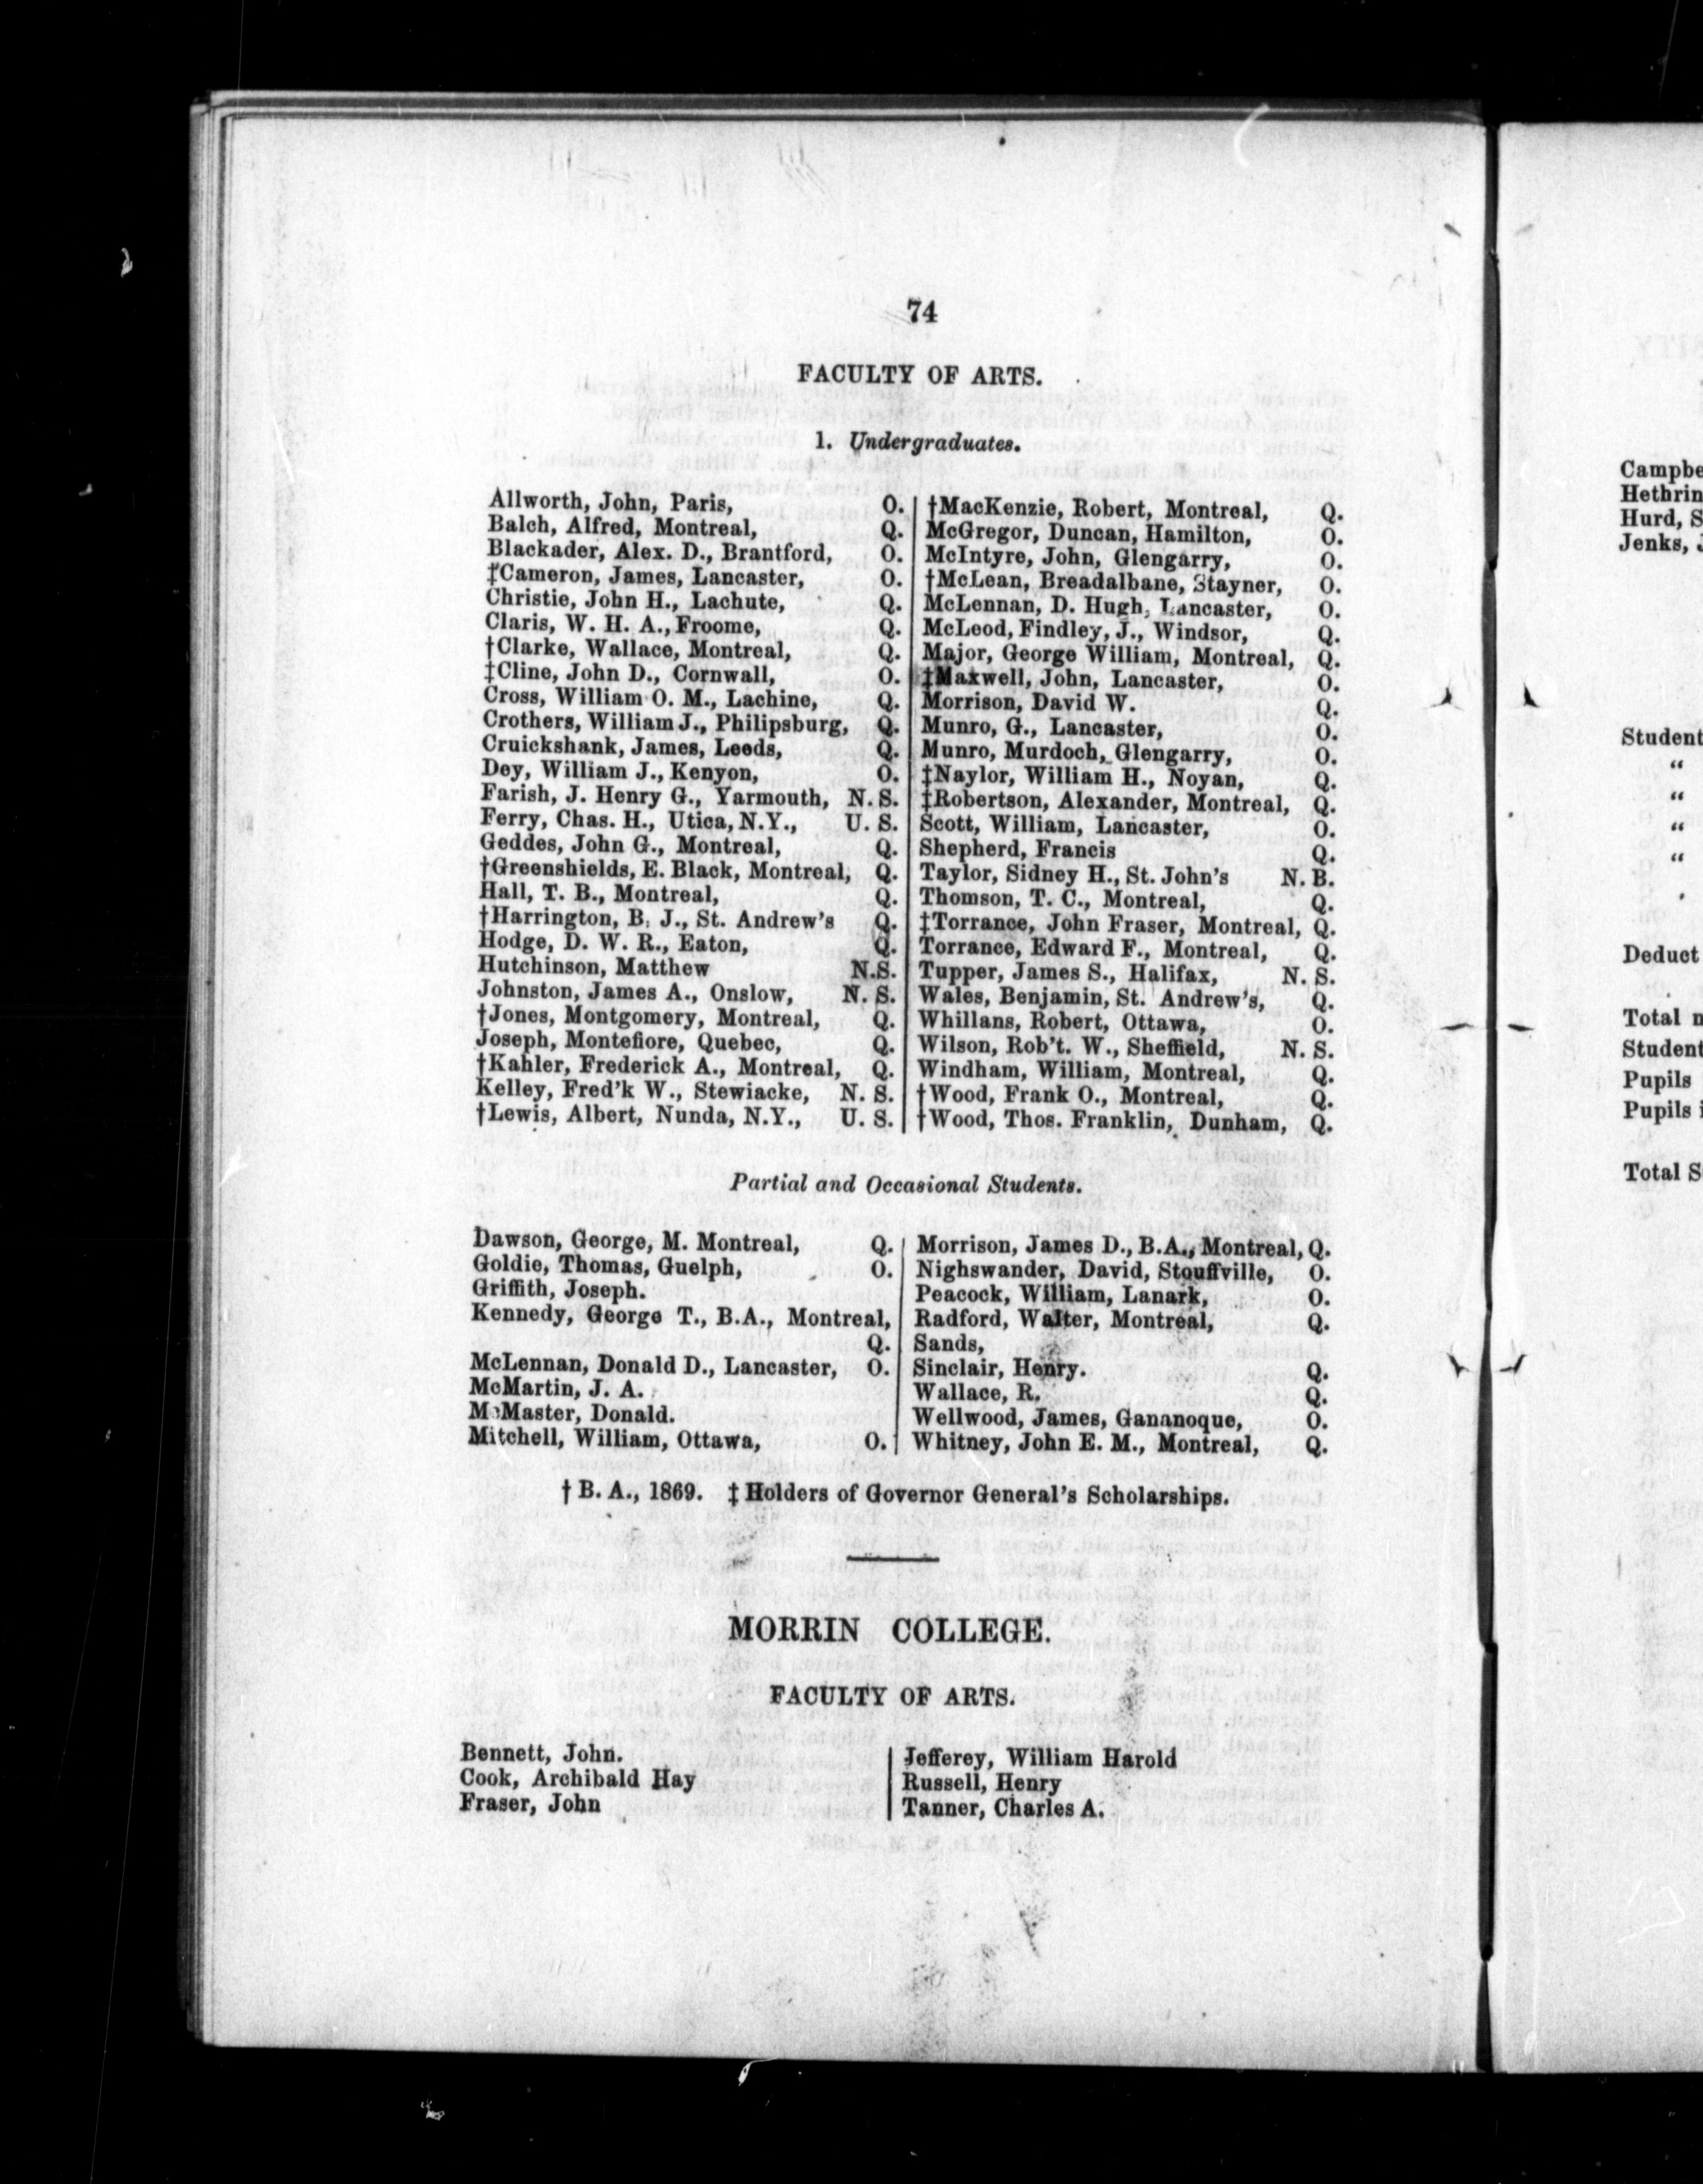 74
FACULTY OF ARTS.
1. Undergraduates.
Allworth, John, Paris, O.
Balch, Alfred, Montreal, Q.
Blackader, Alex. D., Brantford, O.
‡Cameron, James, Lancaster, O.
Christie, John H., Lachute, Q.
Claris, W. H. A., Froome, Q.
†Clarke, Wallace, Montreal, Q.
‡Cline, John D., Cornwall, O.
Cross, William O. M., Lachine, Q.
Crothers, William J., Philipsburg, Q.
Cruickshank, James, Leeds, Q.
Dey, William J., Kenyon, O.
Farish, J. Henry G., Yarmouth, N. S.
Ferry, Chas. H., Utica, N.Y., U. S.
Geddes, John G., Montreal, Q.
†Greenshields, E. Black, Montreal, Q.
Hall, T. B., Montreal, Q.
†Harrington, B. J., St. Andrew's Q.
Hodge, D. W. R., Eaton, Q.
Hutchinson, Matthew N.S.
Johnston, James A., Onslow, N. S.
†Jones, Montgomery, Montreal, Q.
Joseph, Montefiore, Quebec, Q.
†Kahler, Frederick A., Montreal, Q.
Kelley, Fred'k W., Stewiacke, N. S.
†Lewis, Albert, Nunda, N.Y., U. S.
†MacKenzie, Robert, Montreal, Q.
McGregor, Duncan, Hamilton, O.
McIntyre, John, Glengarry, O.
†McLean, Breadalbane, Stayner, O.
McLennan, D. Hugh, Lancaster, O.
McLeod, Findley, J., Windsor, Q.
Major, George William, Montreal, Q.
‡Maxwell, John, Lancaster, O.
Morrison, David W. Q.
Munro, G., Lancaster, O.
Munro, Murdoch, Glengarry, O.
‡Naylor, William H., Noyan, Q.
‡Robertson, Alexander, Montreal, Q.
Scott, William, Lancaster, O.
Shepherd, Francis Q.
Taylor, Sidney H., St. John's N. B.
Thomson, T. C., Montreal, Q.
‡Torrance, John Fraser, Montreal, Q.
Torrance, Edward F., Montreal, Q.
Tupper, James S., Halifax, N. S.
Wales, Benjamin, St. Andrew's, Q.
Whillans, Robert, Ottawa, O.
Wilson, Rob't. W., Sheffield, N. S.
Windham, William, Montreal, Q.
†Wood, Frank O., Montreal, Q.
†Wood, Thos. Franklin, Dunham, Q.
Partial and Occasional Students.
Dawson, George, M. Montreal, Q.
Goldie, Thomas, Guelph, O.
Griffith, Joseph.
Kennedy, George T., B.A., Montreal,
Q.
McLennan, Donald D., Lancaster, O.
McMartin, J. A.
McMaster, Donald.
Mitchell, William, Ottawa, O.
Morrison, James D., B.A., Montreal, Q.
Nighswander, David, Stouffville, O.
Peacock, William, Lanark, O.
Radford, Walter, Montreal, Q.
Sands,
Sinclair, Henry. Q.
Wallace, R. Q.
Wellwood, James, Gananoque, O.
Whitney, John E. M., Montreal, Q.
† B. A., 1869. ‡ Holders of Governor General's Scholarships.
MORRIN COLLEGE.
FACULTY OF ARTS.
Bennett, John.
Cook, Archibald Hay
Fraser, John
Jefferey, William Harold
Russell, Henry
Tanner, Charles A.
Campbe
Hethrin
Hurd, S
Jenks, J
Student
“
“
“
“
Deduct
Total n
Student
Pupils
Pupils i
Total S